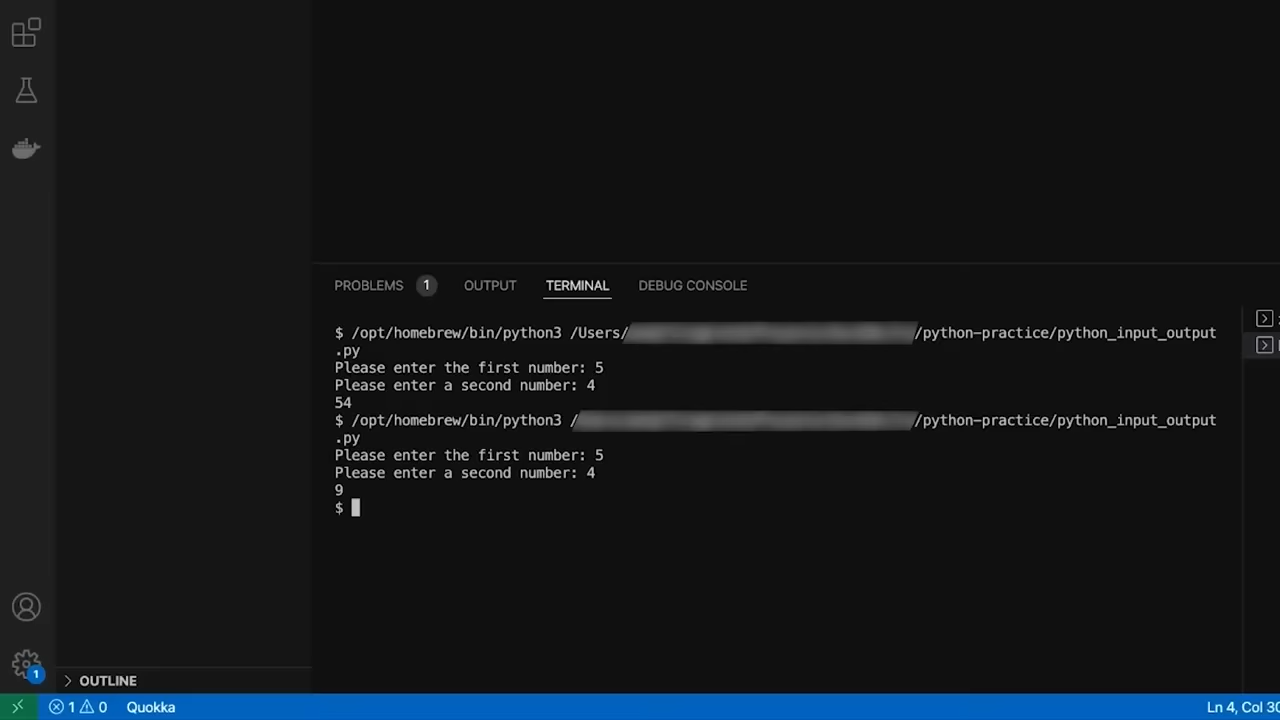 PROBLEMS 1 OUTPUT TERMINAL DEBUG CONSOLE
$ /opt/homebrew/bin/python3 /Users/ /python-practice/python_input_output
.py
Please enter the first number: 5
Please enter a second number: 4
54
$ /opt/homebrew/bin/python3 / /python-practice/python_input_output
.py
Please enter the first number: 5
Please enter a second number: 4
9
$
1
OUTLINE
1 0 Quokka Ln 4, Col 30